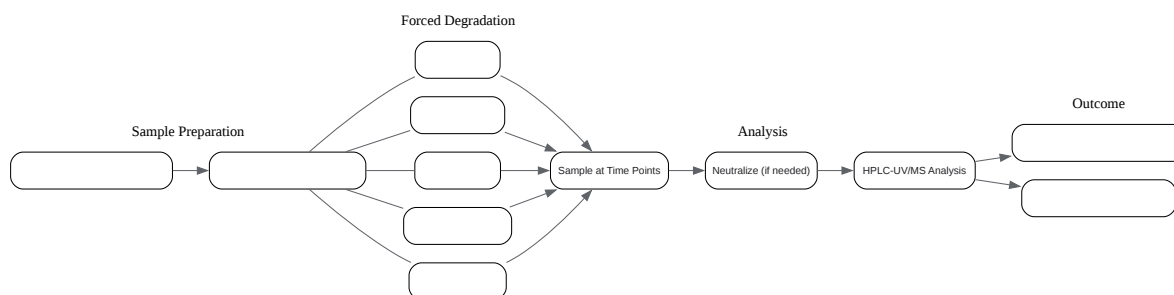 Forced Degradation
Outcome
Sample Preparation
Analysis
Sample at Time Points
Neutralize (if needed)
HPLC-UV/MS Analysis